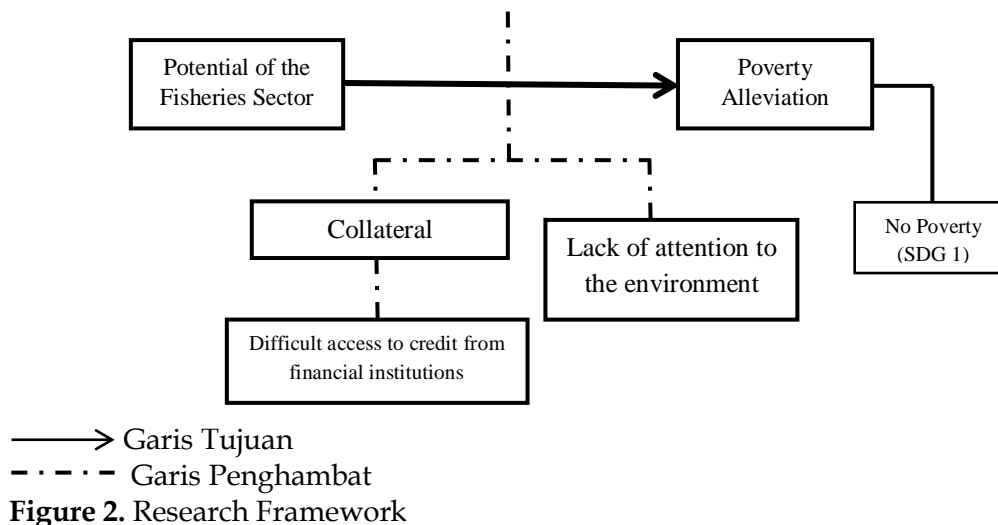 Potential of the
Fisheries Sector
Poverty
Alleviation
Collateral
Lack of attention to
the environment
No Poverty
(SDG 1)
Difficult access to credit from
financial institutions
Garis Tujuan
Garis Penghambat
Figure 2. Research Framework